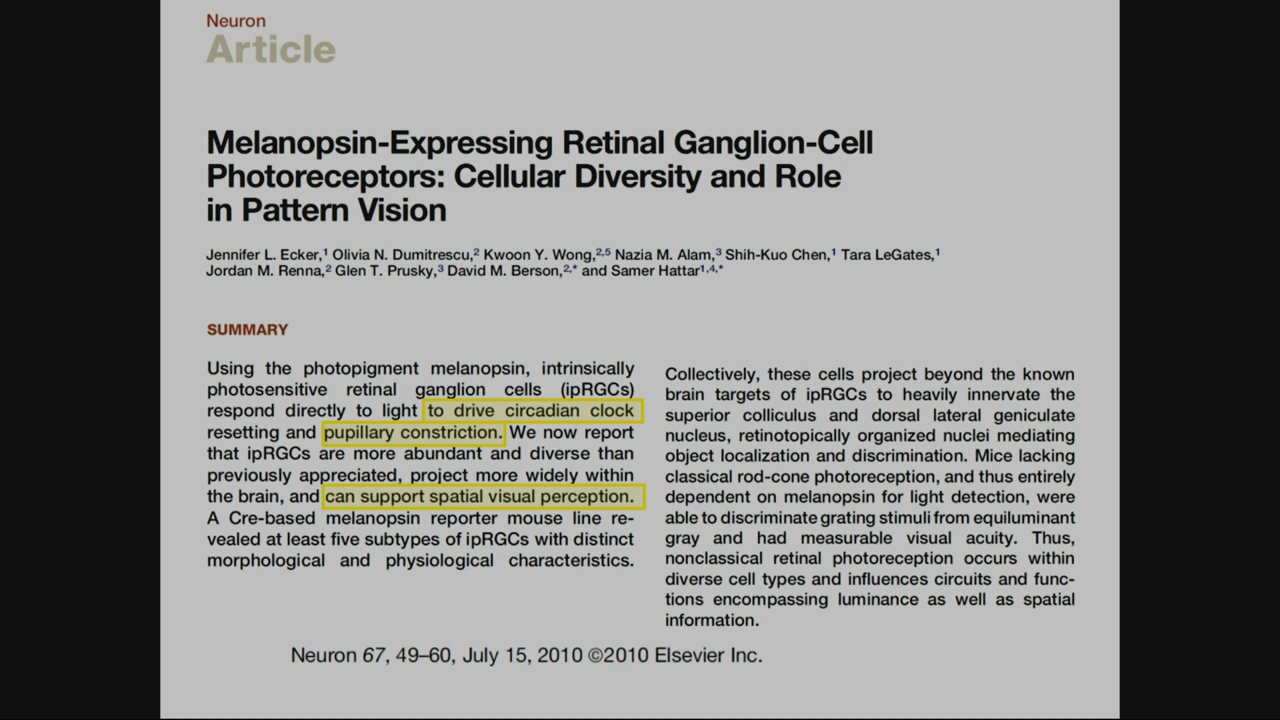 Neuron
Article
Melanopsin-Expressing Retinal Ganglion-Cell
Photoreceptors: Cellular Diversity and Role
in Pattern Vision
Jennifer L. Ecker,1 Olivia N. Dumitrescu,2 Kwoon Y. Wong,2,5 Nazia M. Alam,3 Shih-Kuo Chen,1 Tara LeGates,1
Jordan M. Renna,2 Glen T. Prusky,3 David M. Berson,2,* and Samer Hattar1,4,*
SUMMARY
Using the photopigment melanopsin, intrinsically
photosensitive retinal ganglion cells (ipRGCs)
respond directly to light to drive circadian clock
resetting and pupillary constriction. We now report
that ipRGCs are more abundant and diverse than
previously appreciated, project more widely within
the brain, and can support spatial visual perception.
A Cre-based melanopsin reporter mouse line re-
vealed at least five subtypes of ipRGCs with distinct
morphological and physiological characteristics.
Collectively, these cells project beyond the known
brain targets of ipRGCs to heavily innervate the
superior colliculus and dorsal lateral geniculate
nucleus, retinotopically organized nuclei mediating
object localization and discrimination. Mice lacking
classical rod-cone photoreception, and thus entirely
dependent on melanopsin for light detection, were
able to discriminate grating stimuli from equiluminant
gray and had measurable visual acuity. Thus,
nonclassical retinal photoreception occurs within
diverse cell types and influences circuits and func-
tions encompassing luminance as well as spatial
information.
Neuron 67, 49–60, July 15, 2010 ©2010 Elsevier Inc.